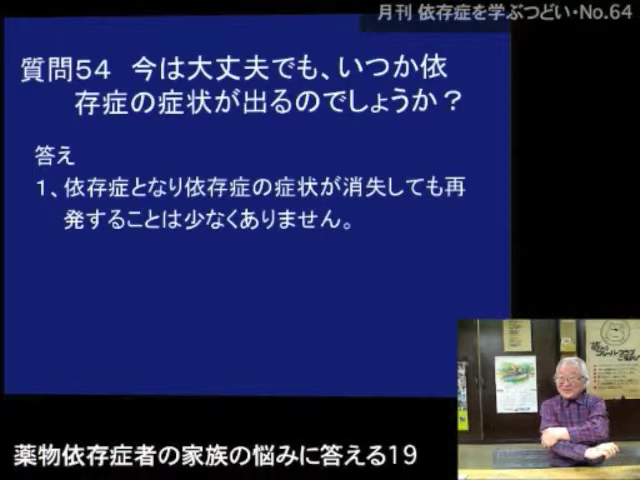 月刊 依存症を学ぶつどい・No.64
質問５４　今は大丈夫でも、いつか依
存症の症状が出るのでしょうか？
答え
１、依存症となり依存症の症状が消失しても再
発することは少なくありません。
薬物依存症者の家族の悩みに答える19